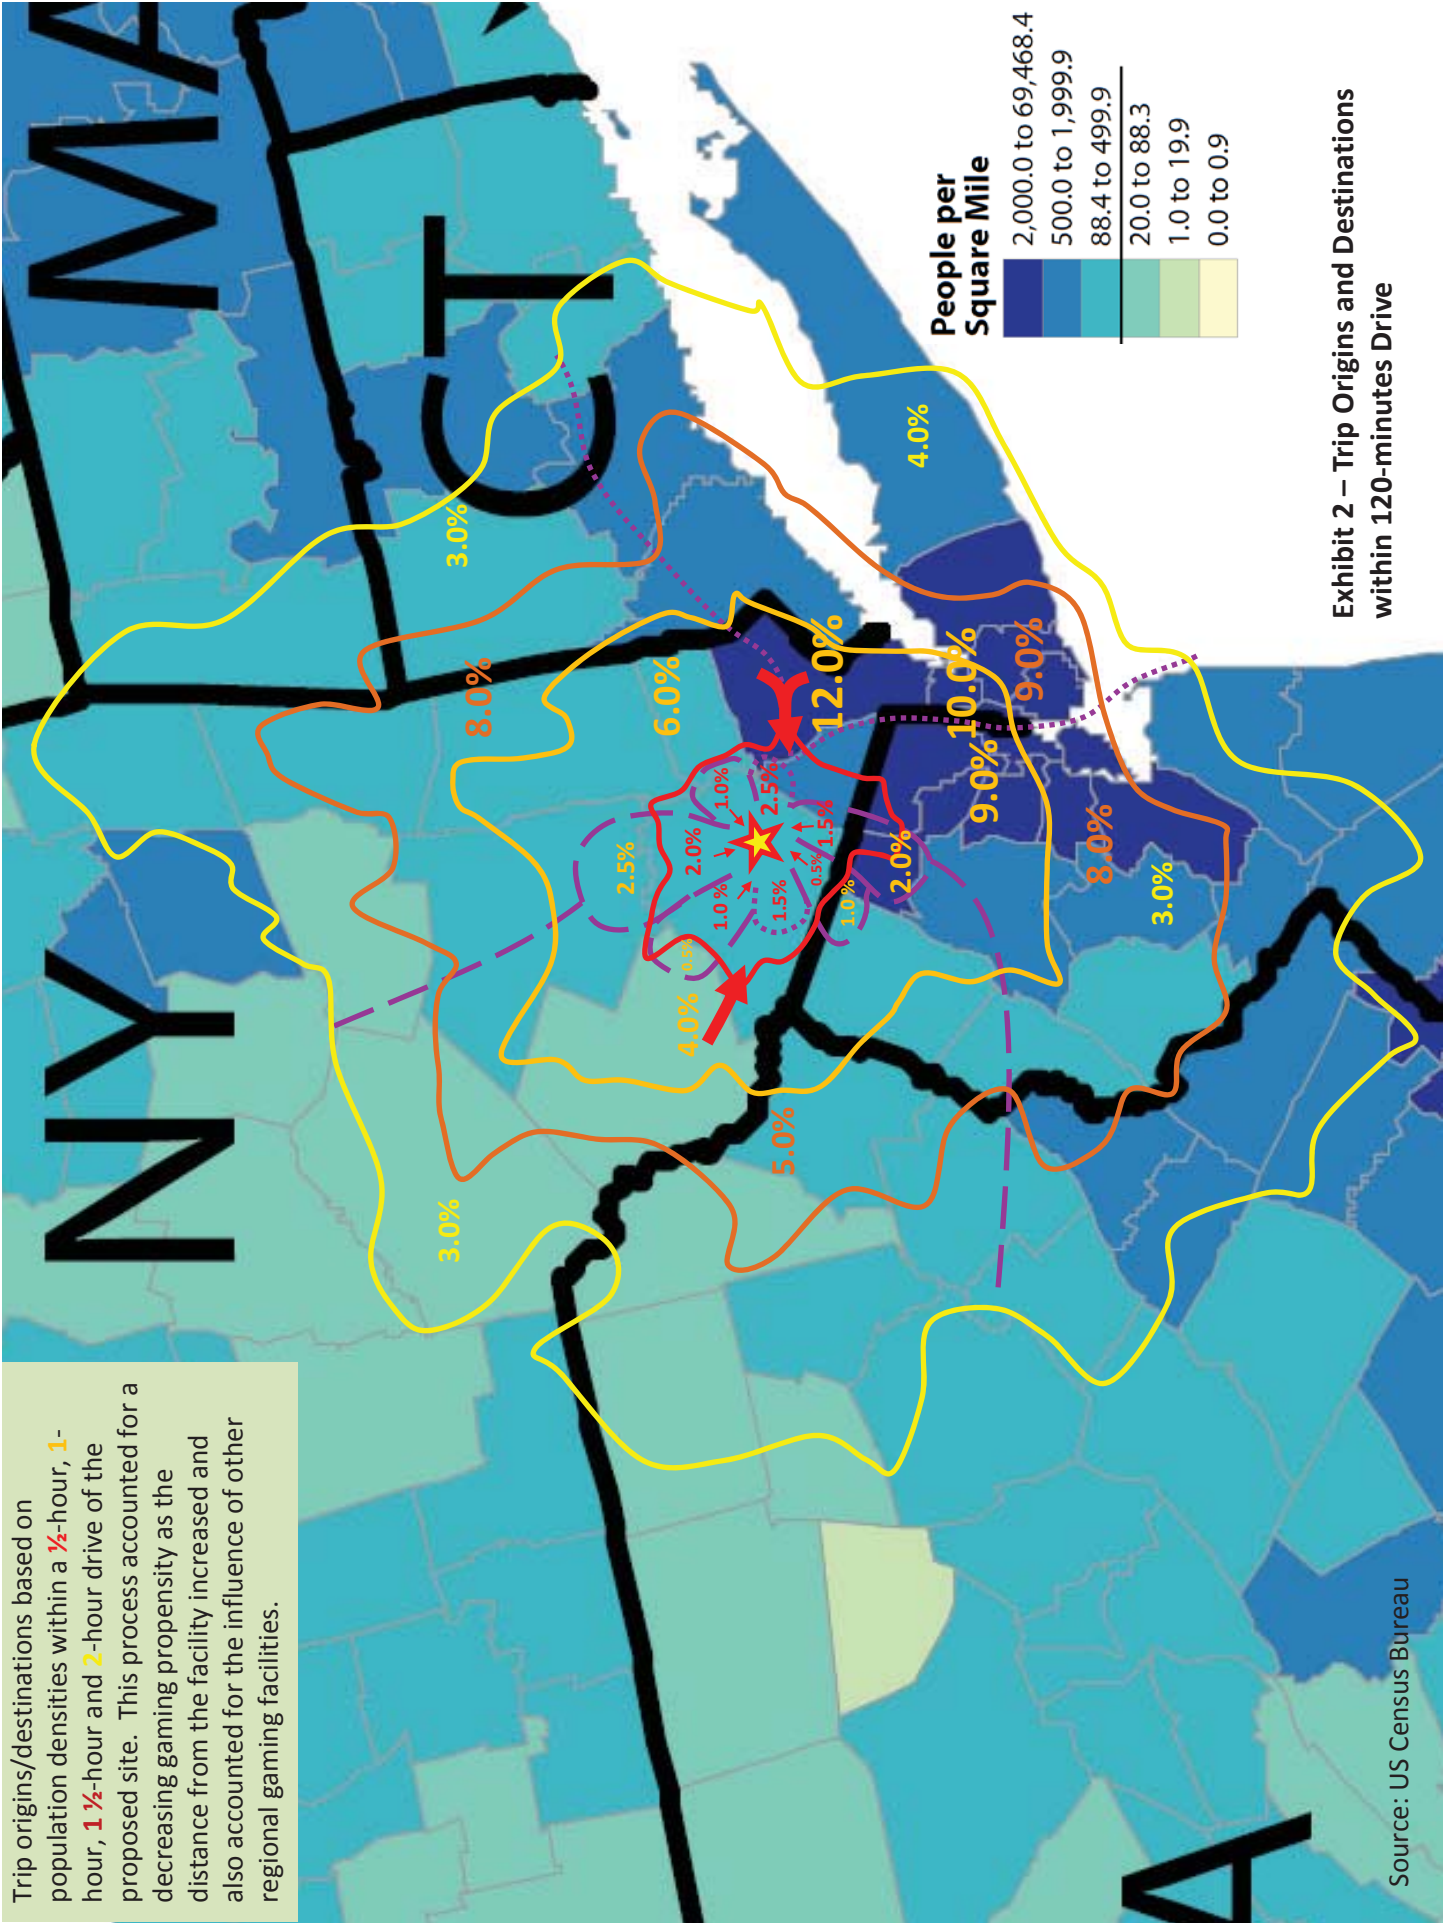 Trip origins/destinations based on
population densities within a ½-hour, 1-
hour, 1 ½-hour and 2-hour drive of the
proposed site. This process accounted for a
decreasing gaming propensity as the
distance from the facility increased and
also accounted for the influence of other
regional gaming facilities.
NY
MA
CT
A
3.0%
3.0%
8.0%
2.5%
6.0%
0.5%
4.0%
2.0%
1.0%
1.0 %
2.5%
1.5%
0.5%
1.5%
5.0%
12.0%
1.0%
2.0%
4.0%
10.0%
9.0%
9.0%
8.0%
3.0%
People per
Square Mile
2,000.0 to 69,468.4
500.0 to 1,999.9
88.4 to 499.9
20.0 to 88.3
1.0 to 19.9
0.0 to 0.9
Exhibit 2 – Trip Origins and Destinations
within 120-minutes Drive
Source: US Census Bureau